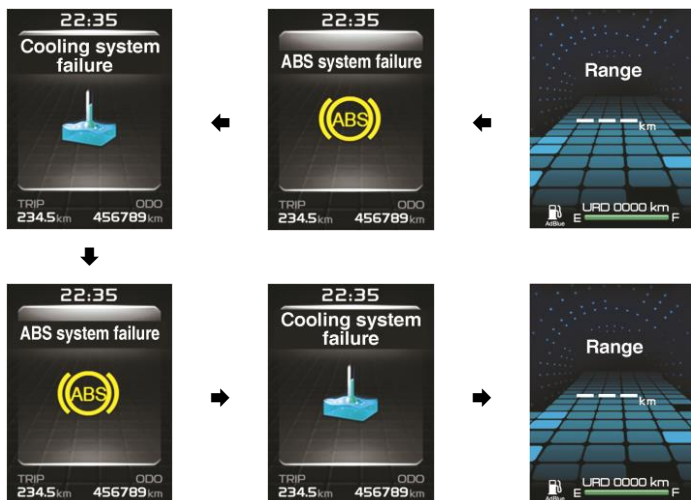 22:35
Cooling system
failure
TRIP
ODO
234.5km
456789km
22:35
ABS system failure
ABS
TRIP
ODO
234.5km
456789km
Range
--- km
URD 0000 km
AdBlue
E
F
22:35
ABS system failure
ABS
TRIP
ODO
234.5km
456789km
22:35
Cooling system
failure
TRIP
ODO
234.5km
456789km
Range
--- km
URD 0000 km
AdBlue
E
F